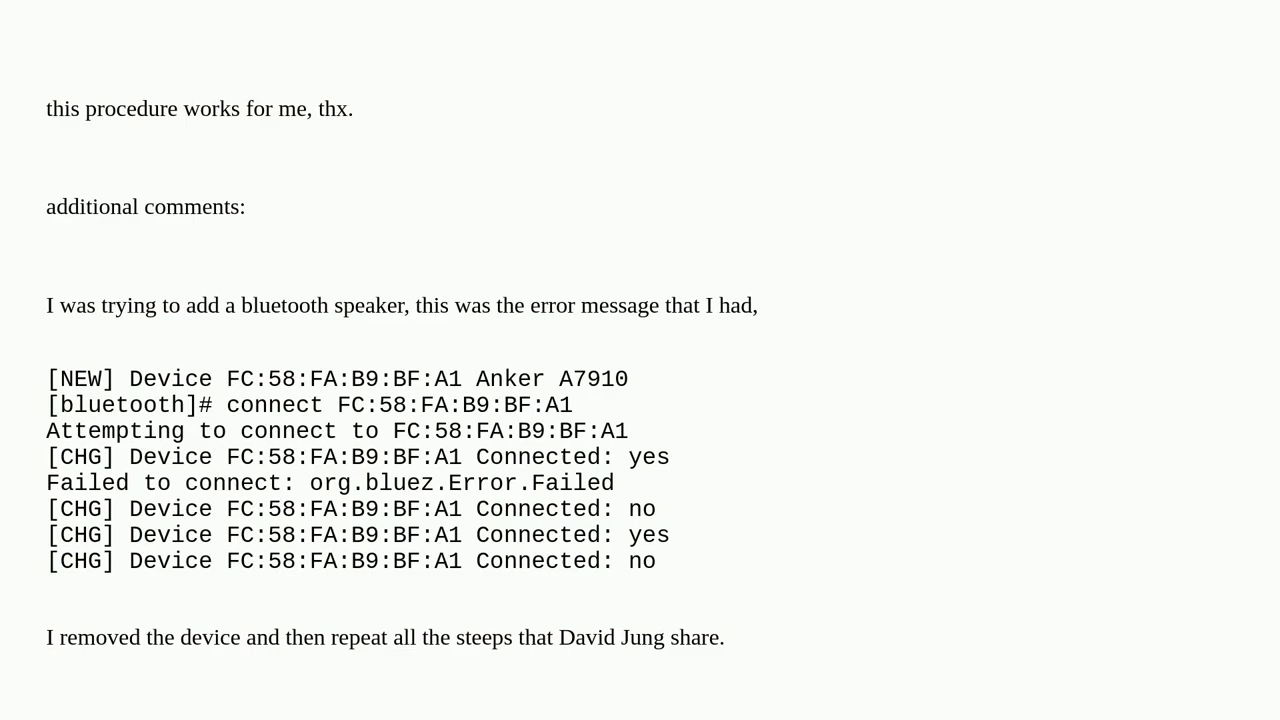 this procedure works for me, thx.
additional comments:
I was trying to add a bluetooth speaker, this was the error message that I had,
[NEW] Device FC:58:FA:B9:BF:A1 Anker A7910
[bluetooth]# connect FC:58:FA:B9:BF:A1
Attempting to connect to FC:58:FA:B9:BF:A1
[CHG] Device FC:58:FA:B9:BF:A1 Connected: yes
Failed to connect: org.bluez.Error.Failed
[CHG] Device FC:58:FA:B9:BF:A1 Connected: no
[CHG] Device FC:58:FA:B9:BF:A1 Connected: yes
[CHG] Device FC:58:FA:B9:BF:A1 Connected: no
I removed the device and then repeat all the steeps that David Jung share.